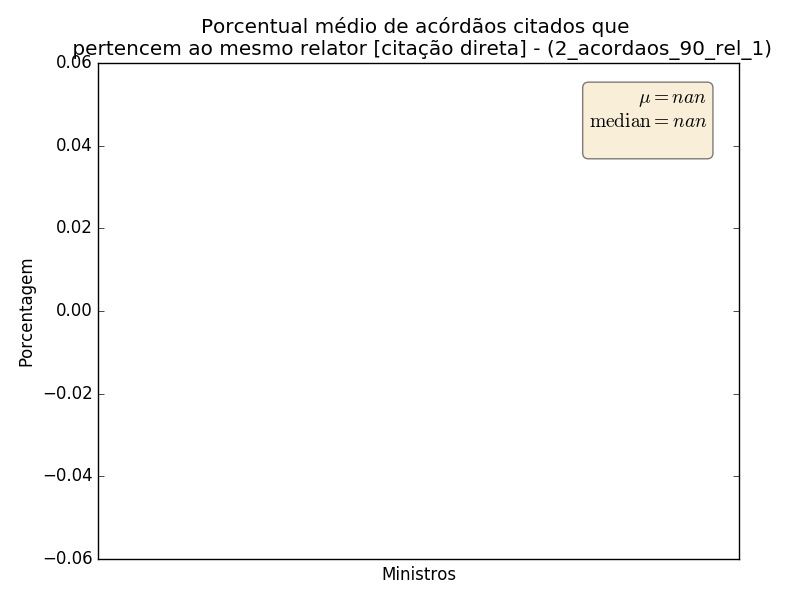 Porcentual médio de acórdãos citados que
pertencem ao mesmo relator [citação direta] - (2_acordaos_90_rel_1)
0.06
μ = nan
median = nan
0.04
0.02
0.00
−0.02
−0.04
−0.06
Porcentagem
Ministros